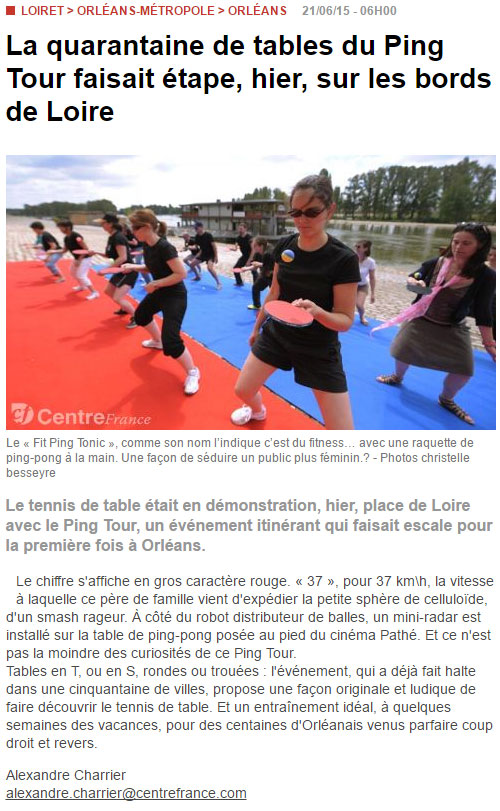 LOIRET > ORLÉANS-MÉTROPOLE > ORLÉANS 21/06/15 - 06H00
La quarantaine de tables du Ping
Tour faisait étape, hier, sur les bords
de Loire
CentreFrance
Le « Fit Ping Tonic », comme son nom l'indique c'est du fitness… avec une raquette de
ping-pong à la main. Une façon de séduire un public plus féminin.? - Photos christelle
besseyre
Le tennis de table était en démonstration, hier, place de Loire
avec le Ping Tour, un événement itinérant qui faisait escale pour
la première fois à Orléans.
Le chiffre s'affiche en gros caractère rouge. « 37 », pour 37 km\h, la vitesse
à laquelle ce père de famille vient d'expédier la petite sphère de celluloïde,
d'un smash rageur. À côté du robot distributeur de balles, un mini-radar est
installé sur la table de ping-pong posée au pied du cinéma Pathé. Et ce n'est
pas la moindre des curiosités de ce Ping Tour.
Tables en T, ou en S, rondes ou trouées : l'événement, qui a déjà fait halte
dans une cinquantaine de villes, propose une façon originale et ludique de
faire découvrir le tennis de table. Et un entraînement idéal, à quelques
semaines des vacances, pour des centaines d'Orléanais venus parfaire coup
droit et revers.
Alexandre Charrier
alexandre.charrier@centrefrance.com